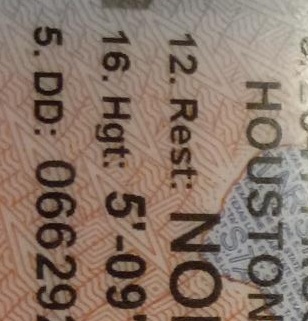 HOUSTON
12. Rest: NO
16. Hgt: 5'-09"
5. DD: 06629